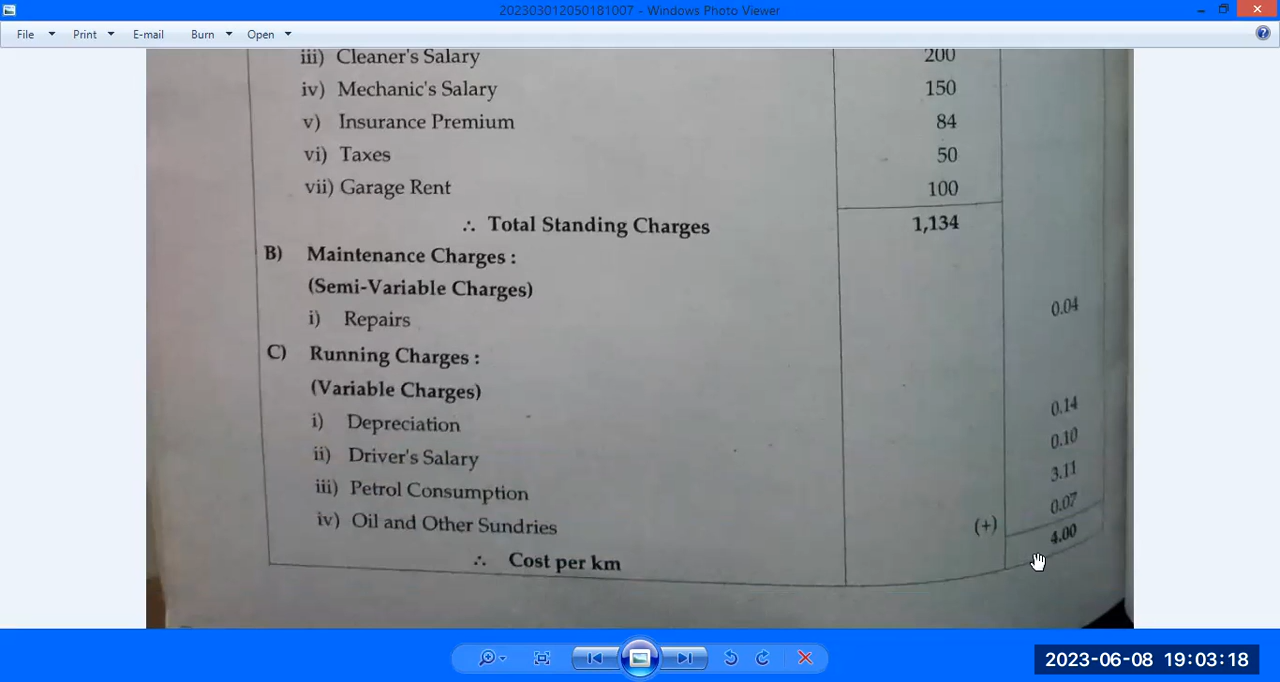 202303012050181007 - Windows Photo Viewer
File Print E-mail Burn Open
iii) Cleaner's Salary 200
iv) Mechanic's Salary 150
v) Insurance Premium 84
vi) Taxes 50
vii) Garage Rent 100
∴ Total Standing Charges 1,134
B) Maintenance Charges :
(Semi-Variable Charges)
i) Repairs 0.04
C) Running Charges :
(Variable Charges)
i) Depreciation 0.14
ii) Driver's Salary 0.10
iii) Petrol Consumption 3.11
iv) Oil and Other Sundries (+) 0.07
∴ Cost per km 4.00
2023-06-08 19:03:18